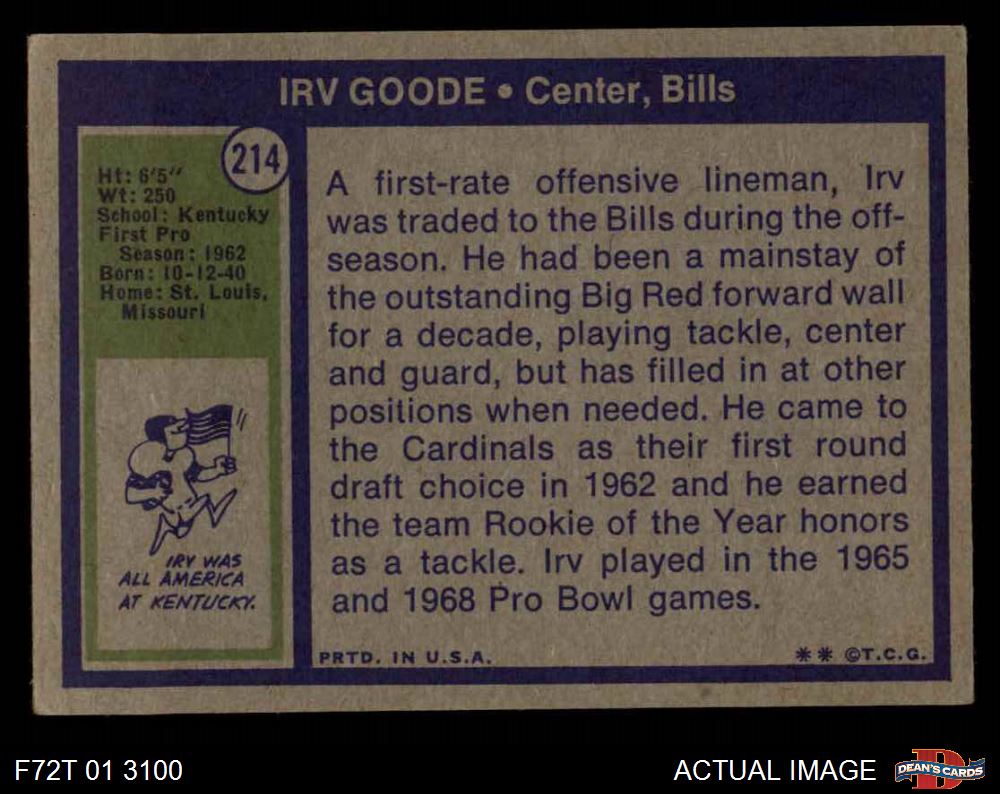 IRV GOODE • Center, Bills
214
Ht: 6'5"
Wt: 250
School: Kentucky
First Pro
Season: 1962
Born: 10-12-40
Home: St. Louis,
Missouri
IRV WAS
ALL AMERICA
AT KENTUCKY.
A first-rate offensive lineman, Irv
was traded to the Bills during the off-
season. He had been a mainstay of
the outstanding Big Red forward wall
for a decade, playing tackle, center
and guard, but has filled in at other
positions when needed. He came to
the Cardinals as their first round
draft choice in 1962 and he earned
the team Rookie of the Year honors
as a tackle. Irv played in the 1965
and 1968 Pro Bowl games.
PRTD. IN U.S.A.
** ©T.C.G.
F72T 01 3100
ACTUAL IMAGE
DEAN'S CARDS